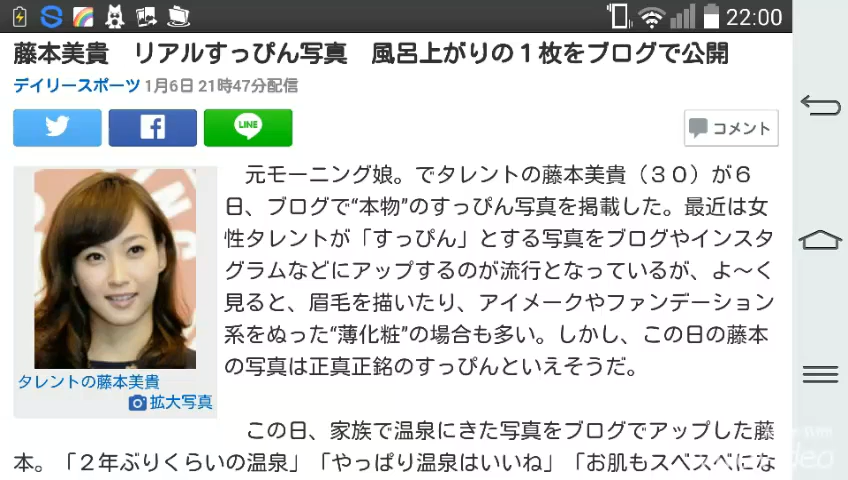 22:00
藤本美貴　リアルすっぴん写真　風呂上がりの１枚をブログで公開
デイリースポーツ 1月6日 21時47分配信
LINE
コメント
元モーニング娘。でタレントの藤本美貴（３０）が６
日、ブログで“本物”のすっぴん写真を掲載した。最近は女
性タレントが「すっぴん」とする写真をブログやインスタ
グラムなどにアップするのが流行となっているが、よ～く
見ると、眉毛を描いたり、アイメークやファンデーション
系をぬった“薄化粧”の場合も多い。しかし、この日の藤本
の写真は正真正銘のすっぴんといえそうだ。
タレントの藤本美貴
拡大写真
この日、家族で温泉にきた写真をブログでアップした藤
本。「２年ぶりくらいの温泉」「やっぱり温泉はいいね」「お肌もスベスベにな